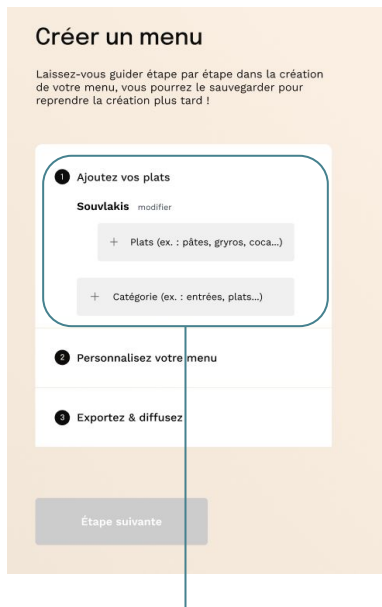 Créer un menu
Laissez-vous guider étape par étape dans la création
de votre menu, vous pourrez le sauvegarder pour
reprendre la création plus tard !
1 Ajoutez vos plats
Souvlakis modifier
+ Plats (ex. : pâtes, gryros, coca...)
+ Catégorie (ex. : entrées, plats...)
2 Personnalisez votre menu
3 Exportez & diffusez
Étape suivante